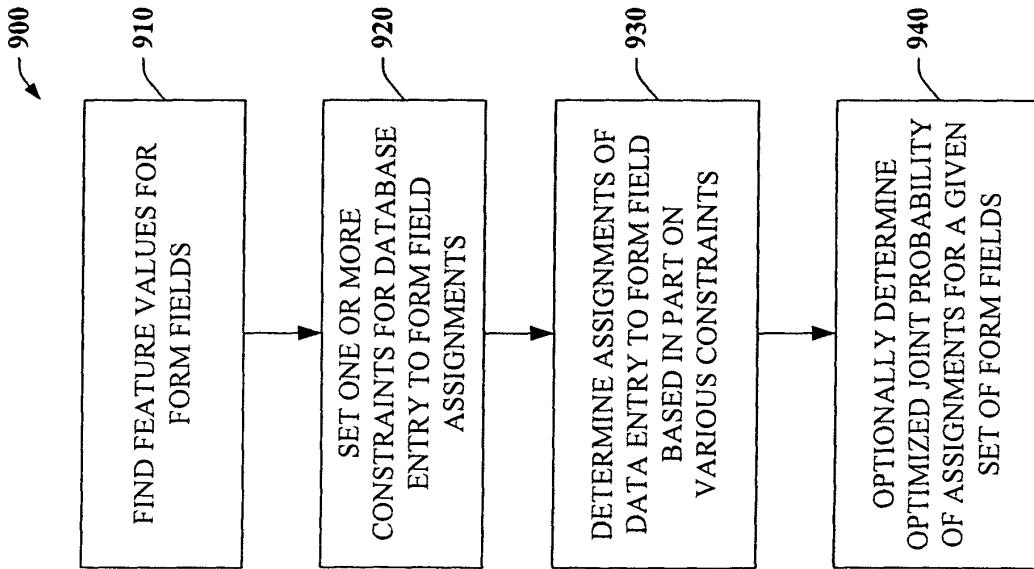 900
910
FIND FEATURE VALUES FOR
FORM FIELDS
920
SET ONE OR MORE
CONSTRAINTS FOR DATABASE
ENTRY TO FORM FIELD
ASSIGNMENTS
930
DETERMINE ASSIGNMENTS OF
DATA ENTRY TO FORM FIELD
BASED IN PART ON
VARIOUS CONSTRAINTS
940
OPTIONALLY DETERMINE
OPTIMIZED JOINT PROBABILITY
OF ASSIGNMENTS FOR A GIVEN
SET OF FORM FIELDS